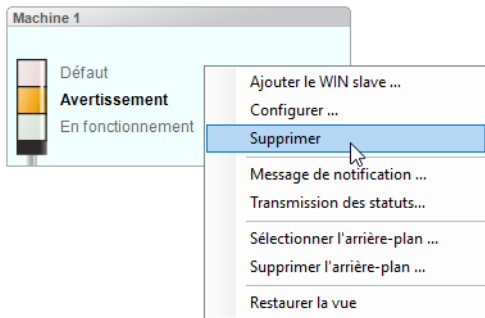 Machine 1
Défaut
Avertissement
En fonctionnement
Ajouter le WIN slave ...
Configurer ...
Supprimer
Message de notification ...
Transmission des statuts...
Sélectionner l'arrière-plan ...
Supprimer l'arrière-plan ...
Restaurer la vue